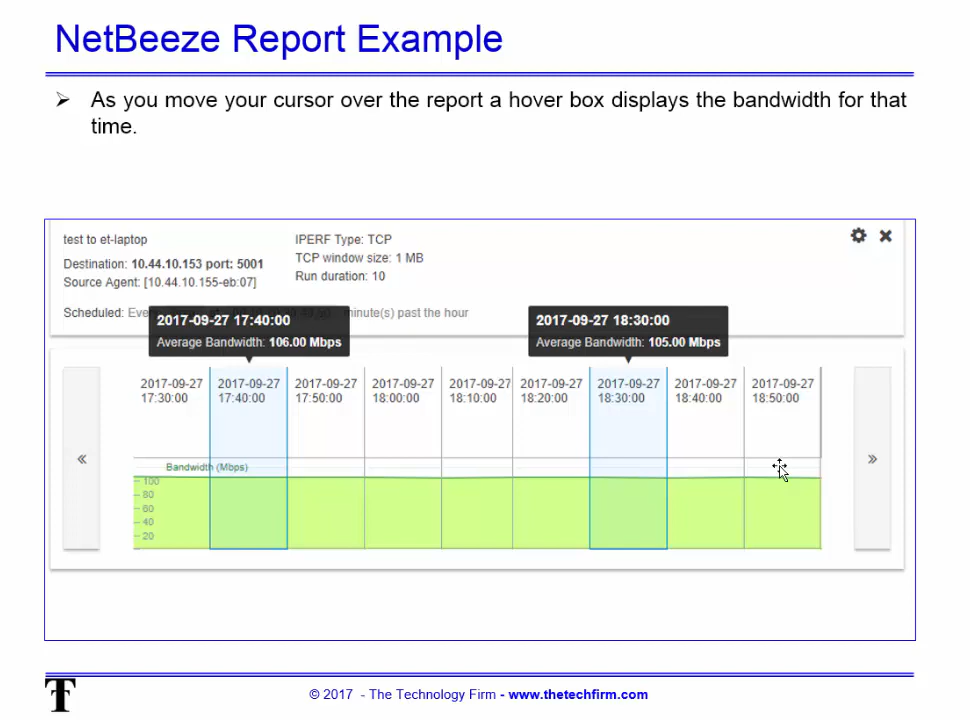 NetBeeze Report Example
As you move your cursor over the report a hover box displays the bandwidth for that
time.
test to et-laptop
Destination: 10.44.10.153 port: 5001
Source Agent: [10.44.10.155-eb:07]
IPERF Type: TCP
TCP window size: 1 MB
Run duration: 10
Scheduled: minute(s) past the hour
2017-09-27 17:40:00
Average Bandwidth: 106.00 Mbps
2017-09-27 18:30:00
Average Bandwidth: 105.00 Mbps
«
2017-09-27 2017-09-27 2017-09-27 2017-09-27 2017-09-27 2017-09-27 2017-09-27 2017-09-27 2017-09-27
17:30:00 17:40:00 17:50:00 18:00:00 18:10:00 18:20:00 18:30:00 18:40:00 18:50:00
»
Bandwidth (Mbps)
100
80
60
40
20
T
© 2017 - The Technology Firm - www.thetechfirm.com